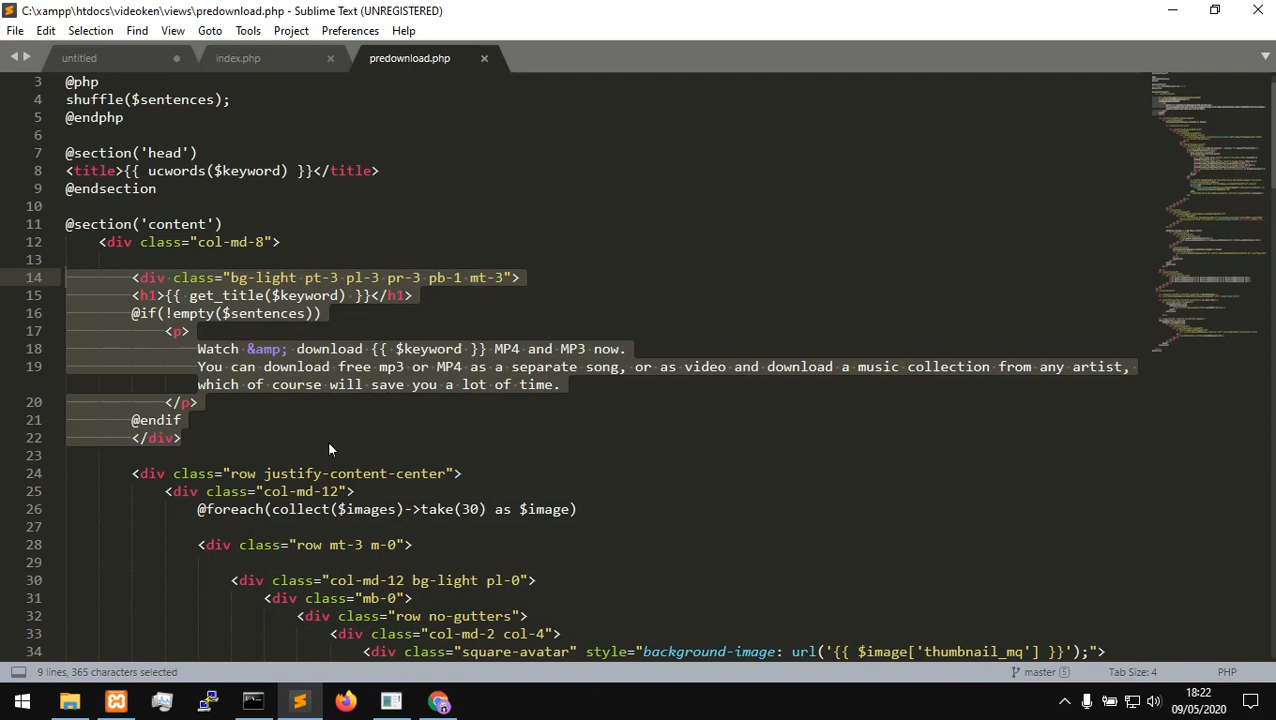 C:\xampp\htdocs\videoken\views\predownload.php - Sublime Text (UNREGISTERED)
File Edit Selection Find View Goto Tools Project Preferences Help
untitled index.php predownload.php
3 @php
4 shuffle($sentences);
5 @endphp
6
7 @section('head')
8 <title>{{ ucwords($keyword) }}</title>
9 @endsection
10
11 @section('content')
12 <div class="col-md-8">
13
14 <div class="bg-light pt-3 pl-3 pr-3 pb-1 mt-3">
15 <h1>{{ get_title($keyword) }}</h1>
16 @if(!empty($sentences))
17 <p>
18 Watch &amp; download {{ $keyword }} MP4 and MP3 now.
19 You can download free mp3 or MP4 as a separate song, or as video and download a music collection from any artist,
which of course will save you a lot of time.
20 </p>
21 @endif
22 </div>
23
24 <div class="row justify-content-center">
25 <div class="col-md-12">
26 @foreach(collect($images)->take(30) as $image)
27
28 <div class="row mt-3 m-0">
29
30 <div class="col-md-12 bg-light pl-0">
31 <div class="mb-0">
32 <div class="row no-gutters">
33 <div class="col-md-2 col-4">
34 <div class="square-avatar" style="background-image: url('{{ $image['thumbnail_mq'] }}');">
9 lines, 365 characters selected master 5 Tab Size: 4 PHP
18:22
09/05/2020